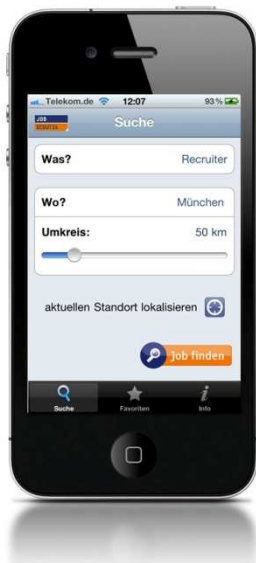 Telekom.de 12:07 93 %
JOB
SCOUT24
Suche
Was? Recruiter
Wo? München
Umkreis: 50 km
aktuellen Standort lokalisieren
Job finden
Suche Favoriten Info